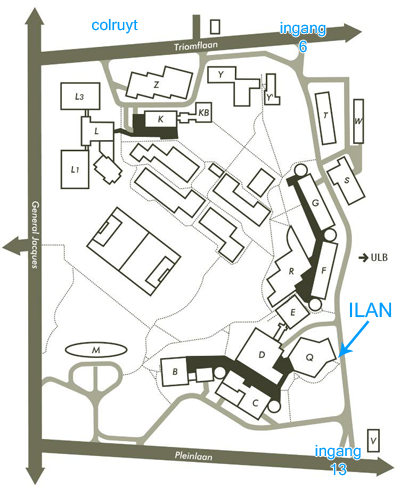 colruyt
ingang
6
Triomflaan
L3
Z
Y
Y'
T
W
K
KB
L
L1
S
G
General Jacques
F
→ ULB
R
E
ILAN
M
D
Q
B
C
V
ingang
13
Pleinlaan